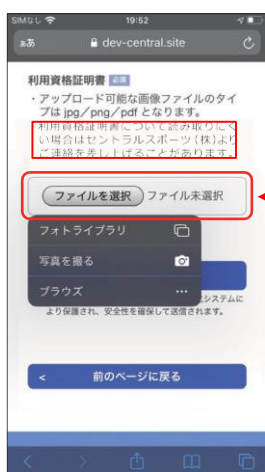 SIMなし 19:52
ああ dev-central.site
利用資格証明書 必須
・アップロード可能な画像ファイルのタイ
プは jpg/png/pdf となります。
利用資格証明書について読み取りにく
い場合はセントラルスポーツ(株)より
ご連絡を差し上げることがあります。
ファイルを選択 ファイル未選択
フォトライブラリ
写真を撮る
ブラウズ
システムに
より保護され、安全性を確保して送信されます。
< 前のページに戻る